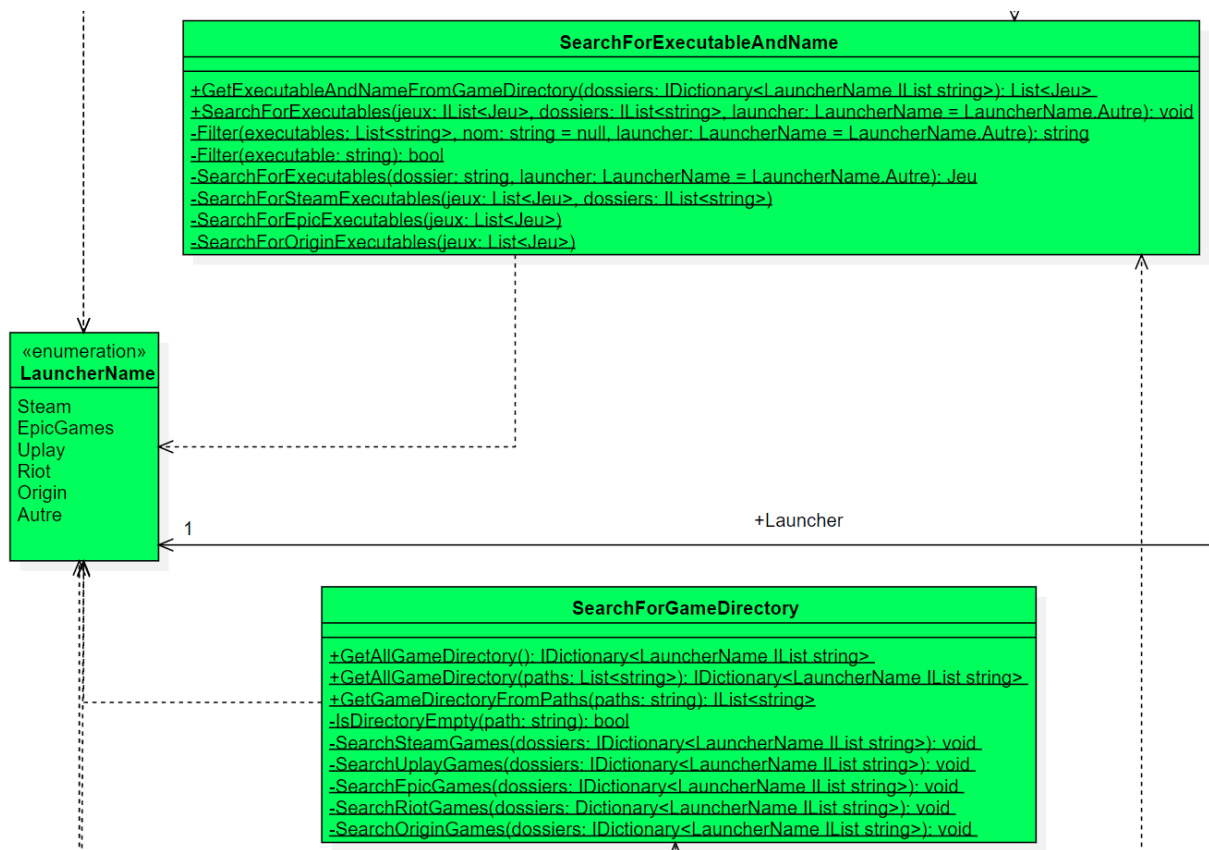 SearchForExecutableAndName
+GetExecutableAndNameFromGameDirectory(dossiers: IDictionary<LauncherName IList string>): List<Jeu>
+SearchForExecutables(jeux: IList<Jeu>, dossiers: IList<string>, launcher: LauncherName = LauncherName.Autre): void
-Filter(executables: List<string>, nom: string = null, launcher: LauncherName = LauncherName.Autre): string
-Filter(executable: string): bool
-SearchForExecutables(dossier: string, launcher: LauncherName = LauncherName.Autre): Jeu
-SearchForSteamExecutables(jeux: List<Jeu>, dossiers: IList<string>)
-SearchForEpicExecutables(jeux: List<Jeu>)
-SearchForOriginExecutables(jeux: List<Jeu>)
«enumeration»
LauncherName
Steam
EpicGames
Uplay
Riot
Origin
Autre
1
+Launcher
SearchForGameDirectory
+GetAllGameDirectory(): IDictionary<LauncherName IList string>
+GetAllGameDirectory(paths: List<string>): IDictionary<LauncherName IList string>
+GetGameDirectoryFromPaths(paths: string): IList<string>
-IsDirectoryEmpty(path: string): bool
-SearchSteamGames(dossiers: IDictionary<LauncherName IList string>): void
-SearchUplayGames(dossiers: IDictionary<LauncherName IList string>): void
-SearchEpicGames(dossiers: IDictionary<LauncherName IList string>): void
-SearchRiotGames(dossiers: Dictionary<LauncherName IList string>): void
-SearchOriginGames(dossiers: IDictionary<LauncherName IList string>): void